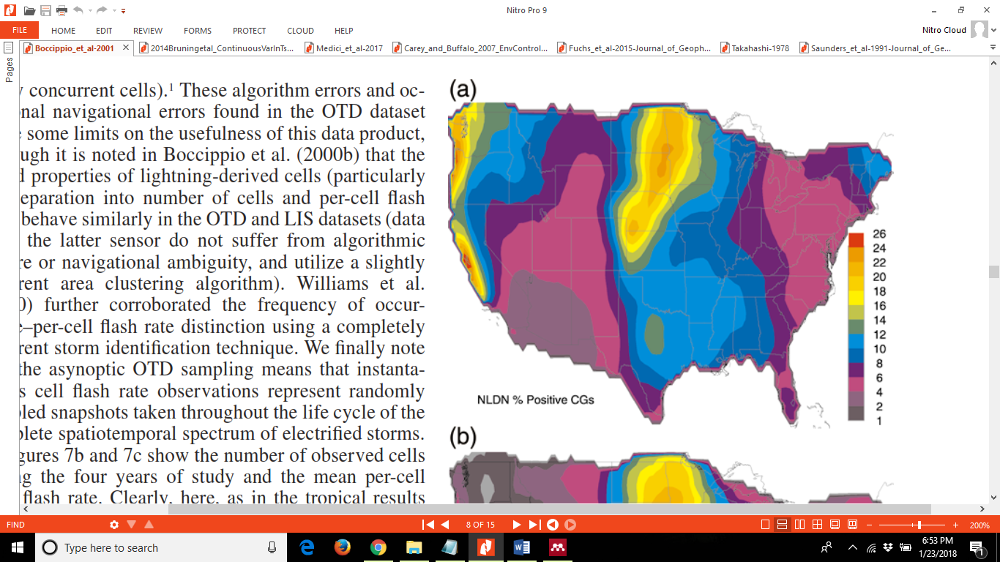 Nitro Pro 9
FILE HOME EDIT REVIEW FORMS PROTECT CLOUD HELP
Nitro Cloud
Boccippio_et_al-2001 2014Bruningetal_ContinuousVarInTs... Medici_et_al-2017 Carey_and_Buffalo_2007_EnvControl... Fuchs_et_al-2015-Journal_of_Geoph... Takahashi-1978 Saunders_et_al-1991-Journal_of_Ge...
Pages
y concurrent cells).¹ These algorithm errors and oc-
onal navigational errors found in the OTD dataset
e some limits on the usefulness of this data product,
ough it is noted in Boccippio et al. (2000b) that the
d properties of lightning-derived cells (particularly
eparation into number of cells and per-cell flash
behave similarly in the OTD and LIS datasets (data
the latter sensor do not suffer from algorithmic
re or navigational ambiguity, and utilize a slightly
rent area clustering algorithm). Williams et al.
0) further corroborated the frequency of occur-
e–per-cell flash rate distinction using a completely
rent storm identification technique. We finally note
the asynoptic OTD sampling means that instanta-
s cell flash rate observations represent randomly
pled snapshots taken throughout the life cycle of the
plete spatiotemporal spectrum of electrified storms.
gures 7b and 7c show the number of observed cells
ng the four years of study and the mean per-cell
flash rate. Clearly, here, as in the tropical results
(a)
26
24
22
20
18
16
14
12
10
8
6
4
2
1
NLDN % Positive CGs
(b)
FIND
8 OF 15
200%
Type here to search
6:53 PM
1/23/2018
1